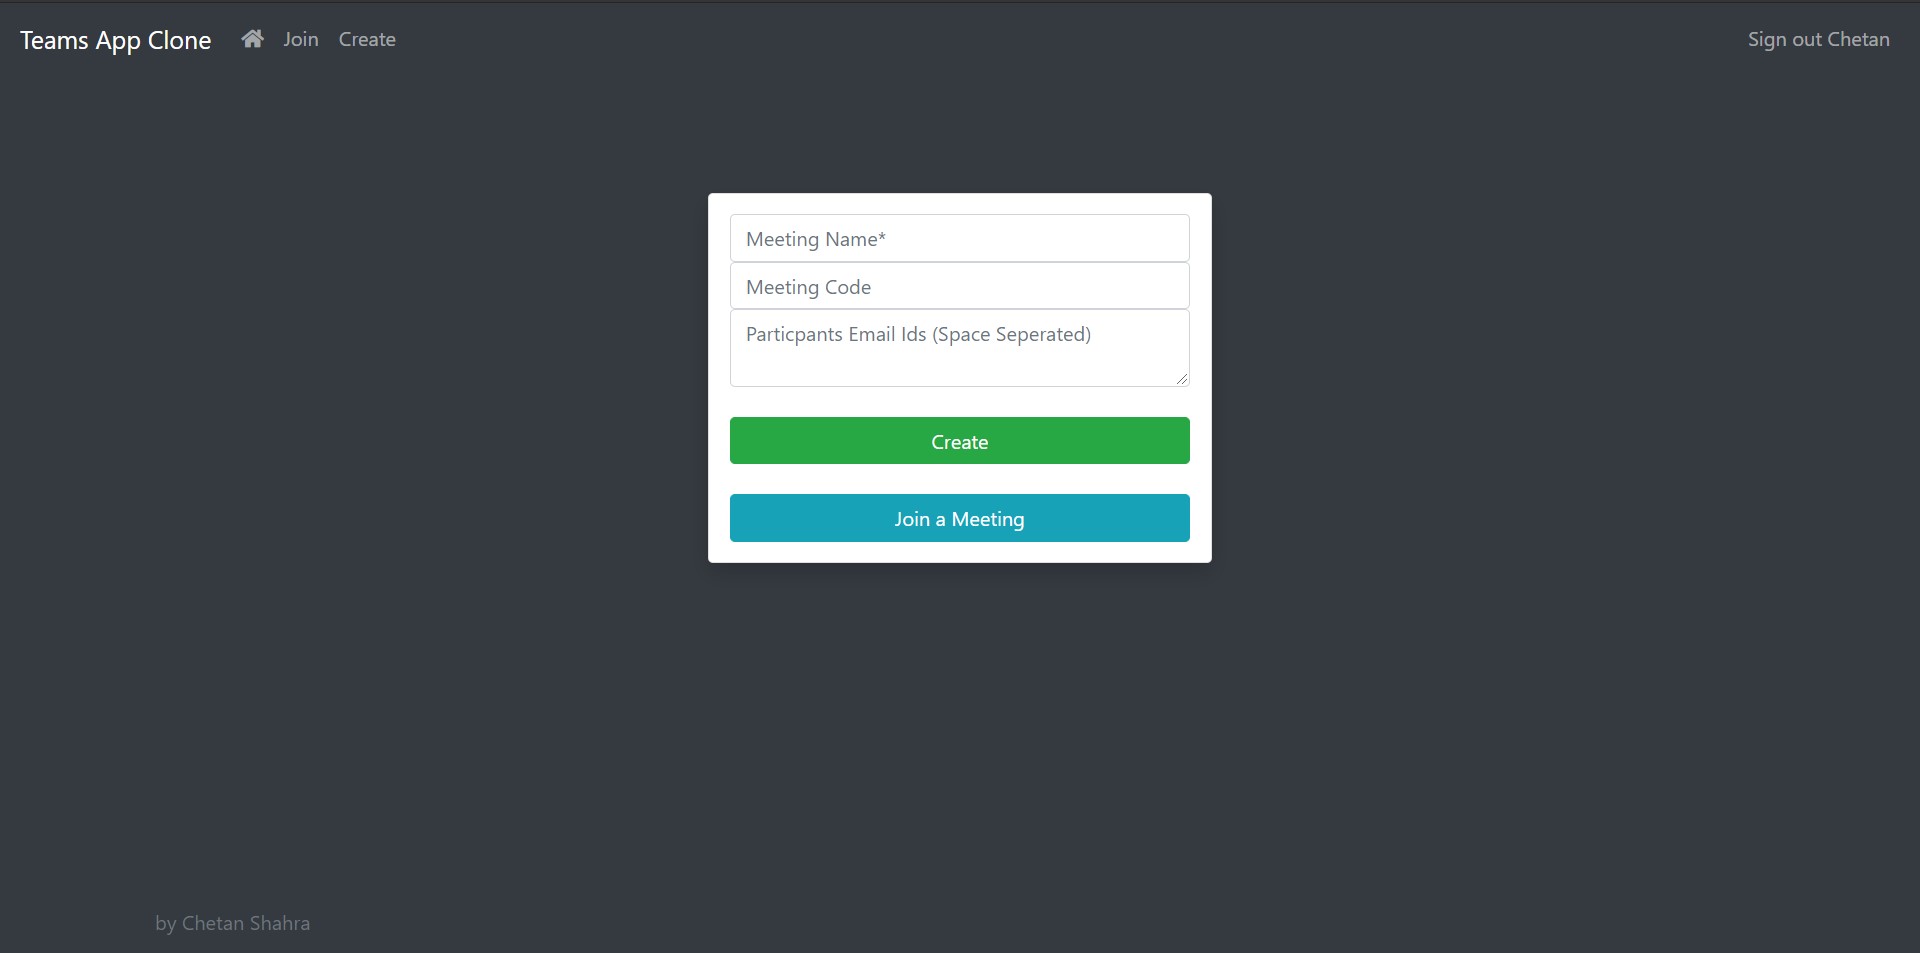 Teams App Clone Join Create Sign out Chetan
Meeting Name*
Meeting Code
Particpants Email Ids (Space Seperated)
Create
Join a Meeting
by Chetan Shahra